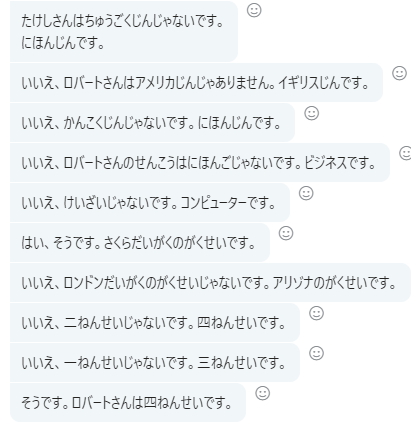 たけしさんはちゅうごくじんじゃないです。
にほんじんです。
いいえ、ロバートさんはアメリカじんじゃありません。イギリスじんです。
いいえ、かんこくじんじゃないです。にほんじんです。
いいえ、ロバートさんのせんこうはにほんごじゃないです。ビジネスです。
いいえ、けいざいじゃないです。コンピューターです。
はい、そうです。さくらだいがくのがくせいです。
いいえ、ロンドンだいがくのがくせいじゃないです。アリゾナのがくせいです。
いいえ、二ねんせいじゃないです。四ねんせいです。
いいえ、一ねんせいじゃないです。三ねんせいです。
そうです。ロバートさんは四ねんせいです。